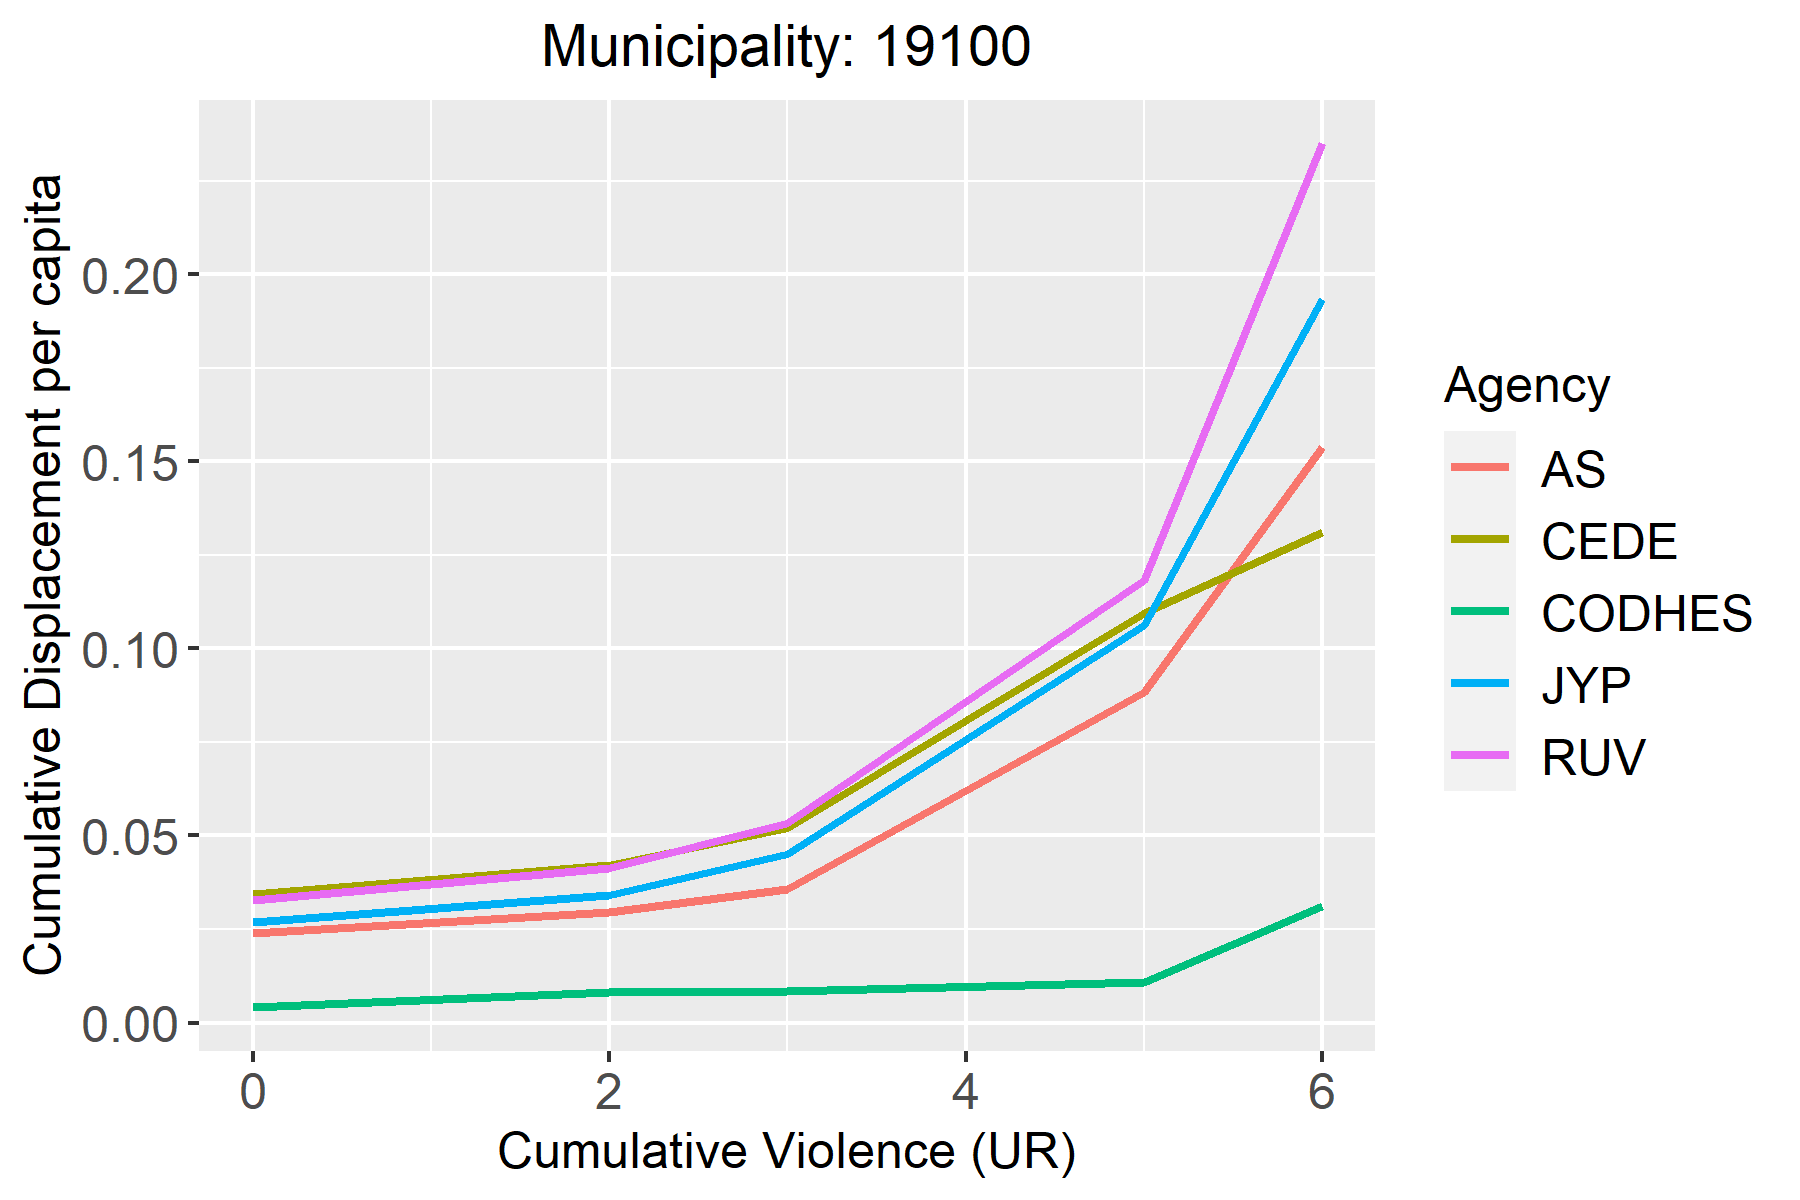 Municipality: 19100
Cumulative Displacement per capita
0.20
0.15
0.10
0.05
0.00
0
2
4
6
Cumulative Violence (UR)
Agency
AS
CEDE
CODHES
JYP
RUV